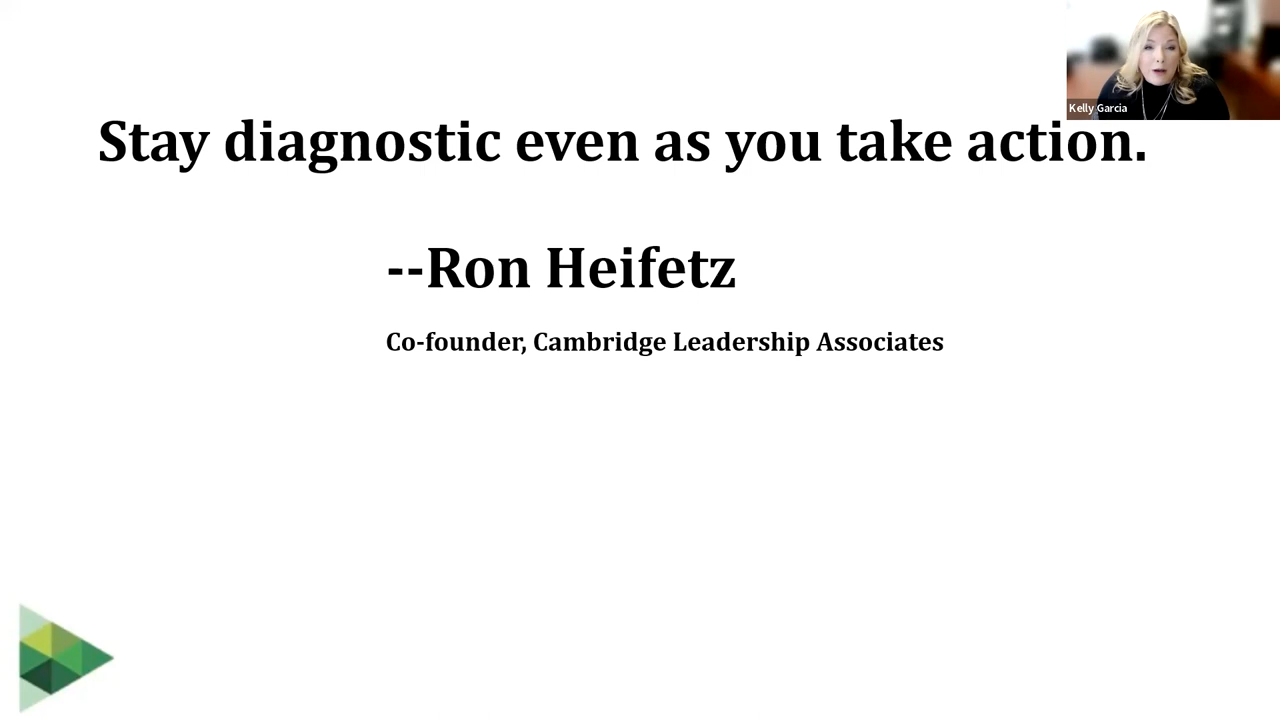 Kelly Garcia
Stay diagnostic even as you take action.
--Ron Heifetz
Co-founder, Cambridge Leadership Associates